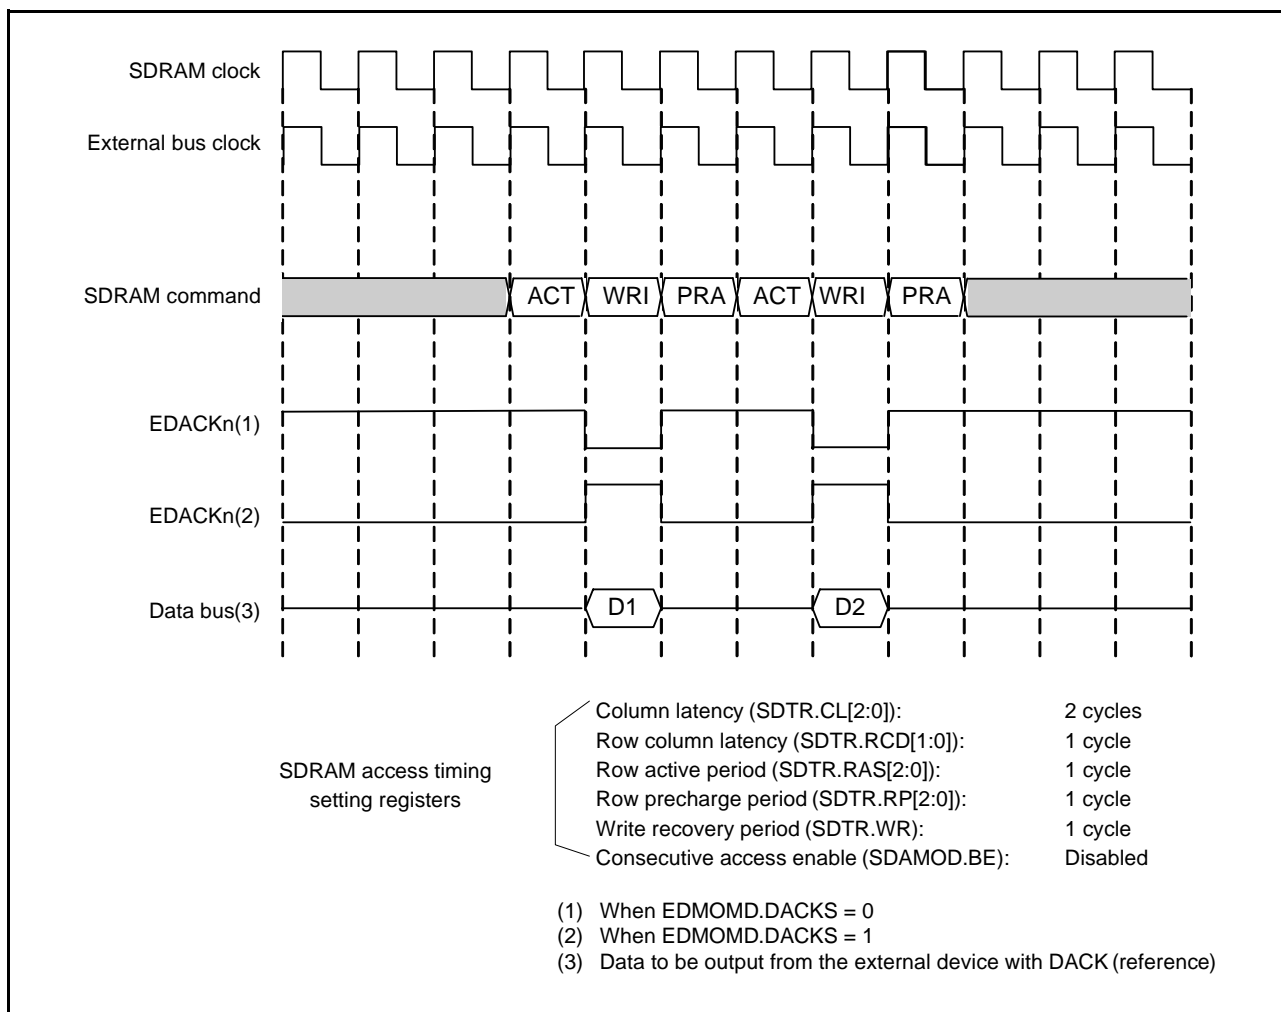 SDRAM clock
External bus clock
SDRAM command
ACT WRI PRA ACT WRI PRA
EDACKn(1)
EDACKn(2)
Data bus(3)
D1 D2
SDRAM access timing
setting registers
Column latency (SDTR.CL[2:0]): 2 cycles
Row column latency (SDTR.RCD[1:0]): 1 cycle
Row active period (SDTR.RAS[2:0]): 1 cycle
Row precharge period (SDTR.RP[2:0]): 1 cycle
Write recovery period (SDTR.WR): 1 cycle
Consecutive access enable (SDAMOD.BE): Disabled
(1) When EDMOMD.DACKS = 0
(2) When EDMOMD.DACKS = 1
(3) Data to be output from the external device with DACK (reference)